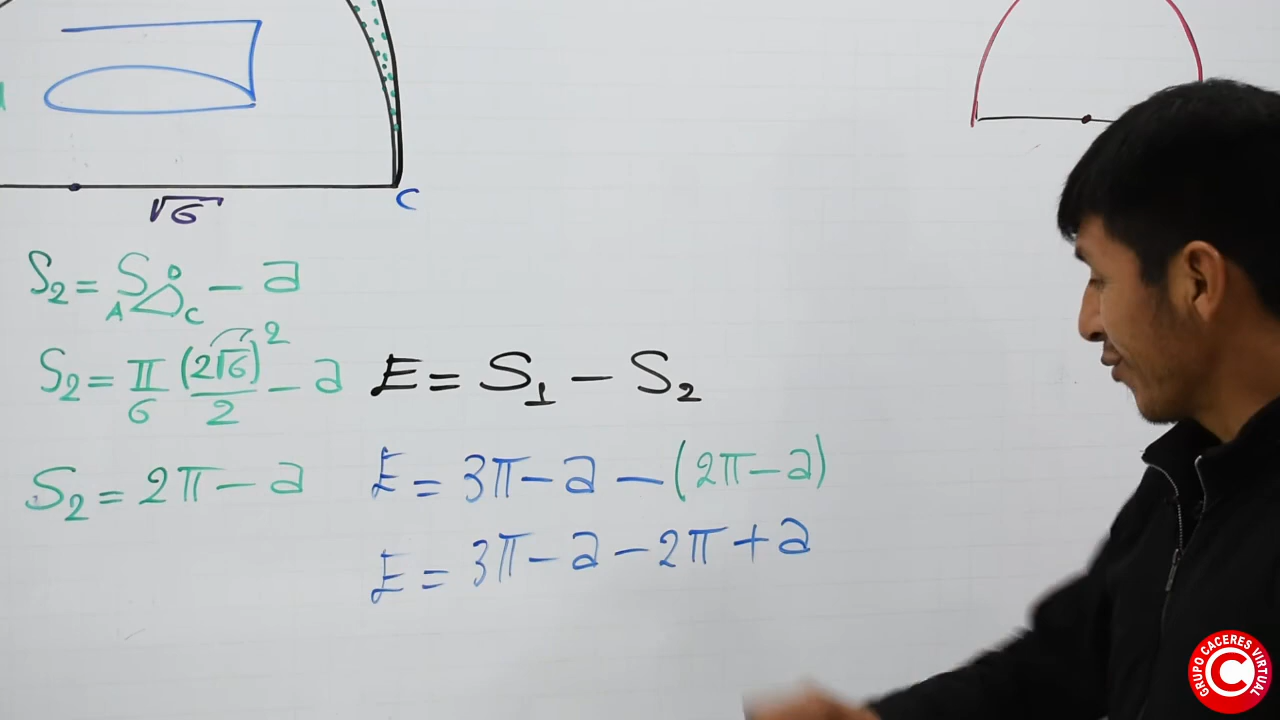 √6
C
S₂ = S A D C − a
S₂ = π/6 (2√6)²/2 − a
S₂ = 2π − a
E = S₁ − S₂
E = 3π − a − (2π − a)
E = 3π − a − 2π + a
GRUPO CACERES VIRTUAL
C